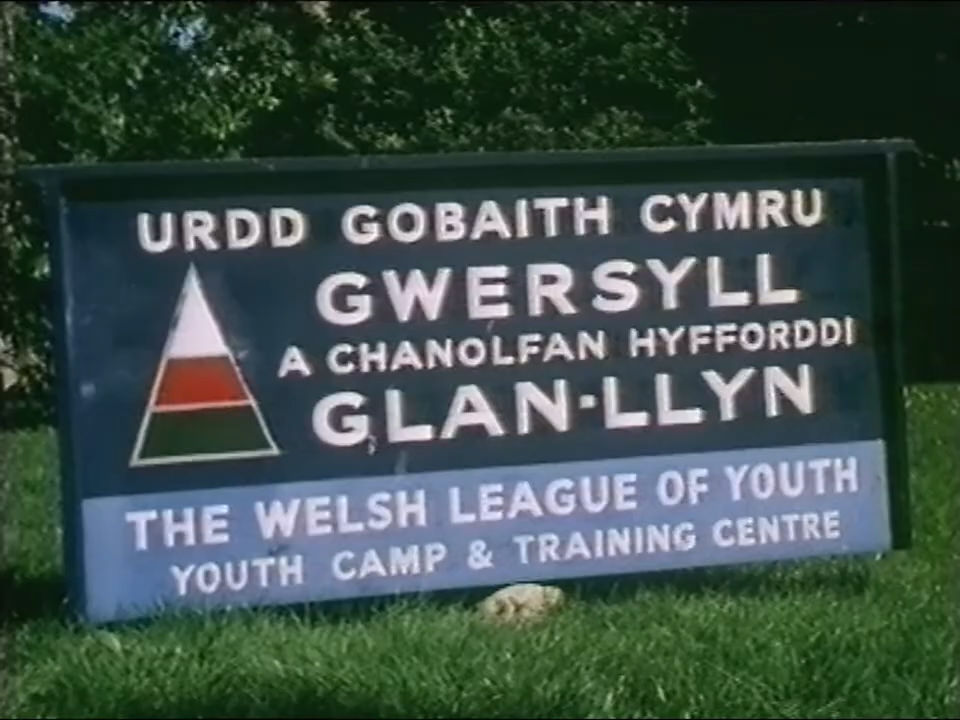 URDD GOBAITH CYMRU
GWERSYLL
A CHANOLFAN HYFFORDDI
GLAN·LLYN
THE WELSH LEAGUE OF YOUTH
YOUTH CAMP & TRAINING CENTRE